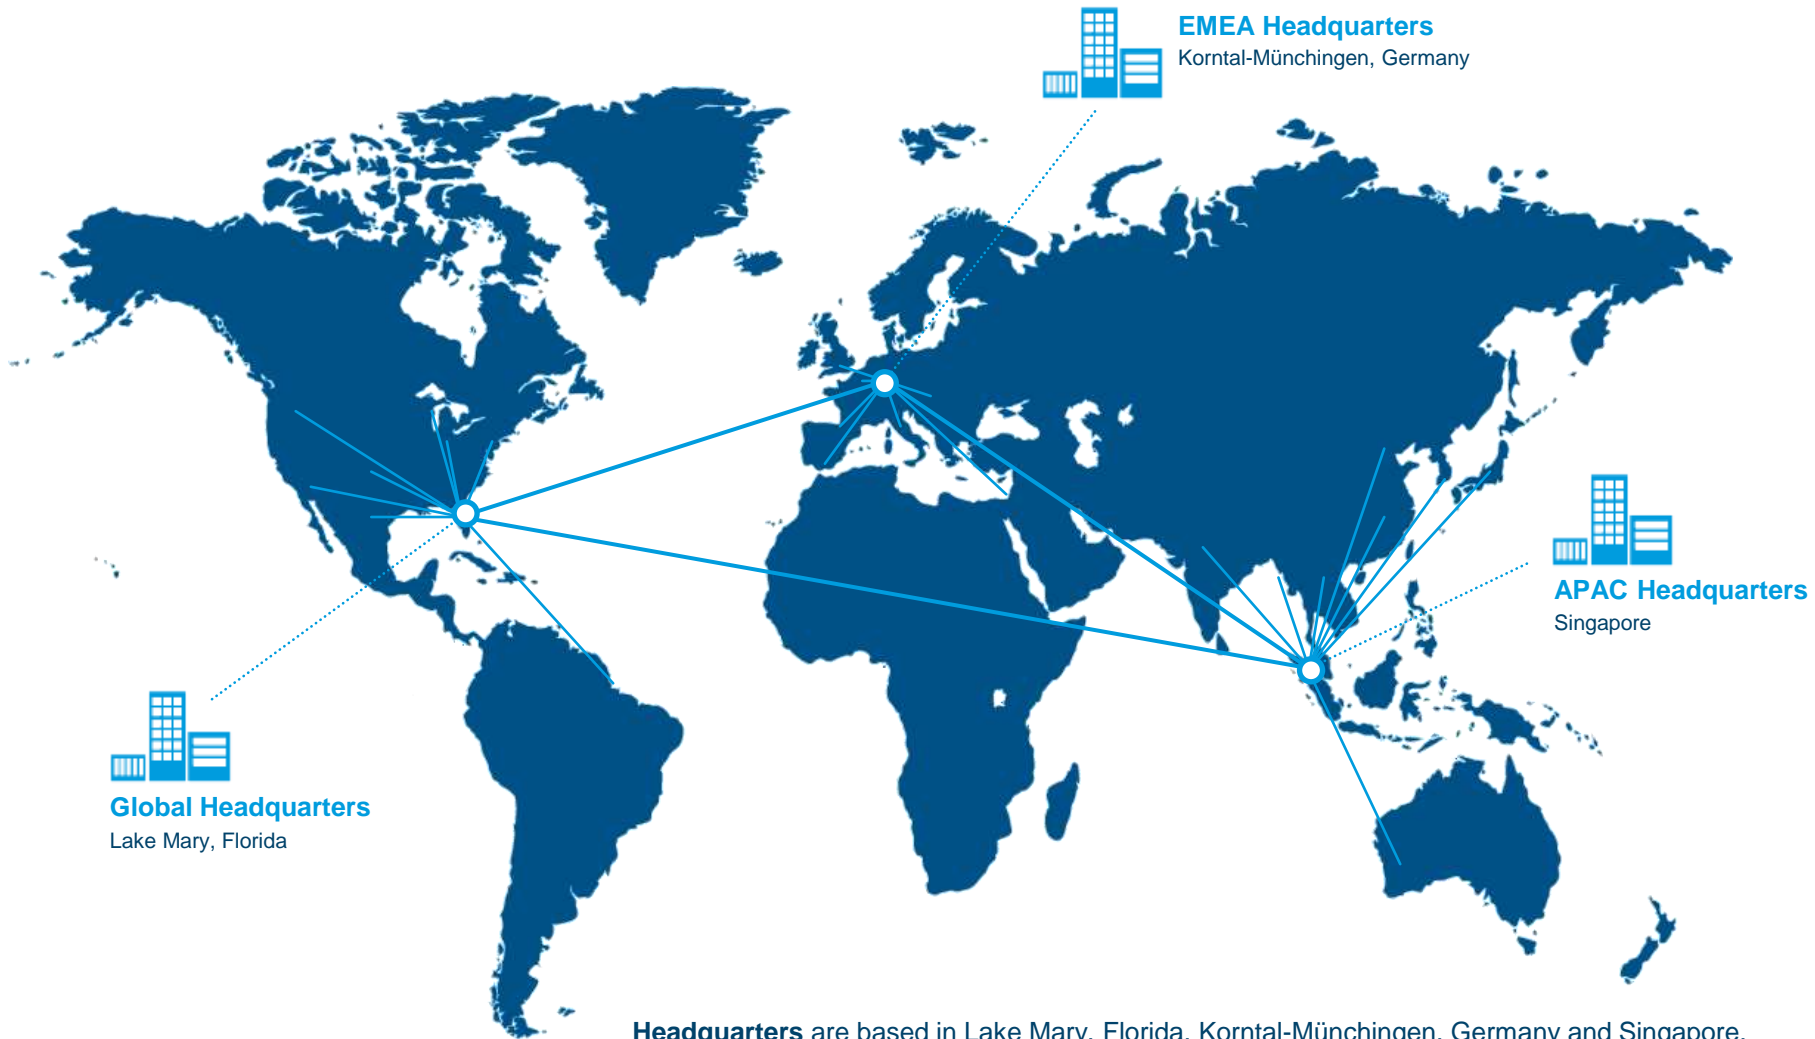 EMEA Headquarters
Korntal-Münchingen, Germany
APAC Headquarters
Singapore
Global Headquarters
Lake Mary, Florida
Headquarters are based in Lake Mary, Florida, Korntal-Münchingen, Germany and Singapore.